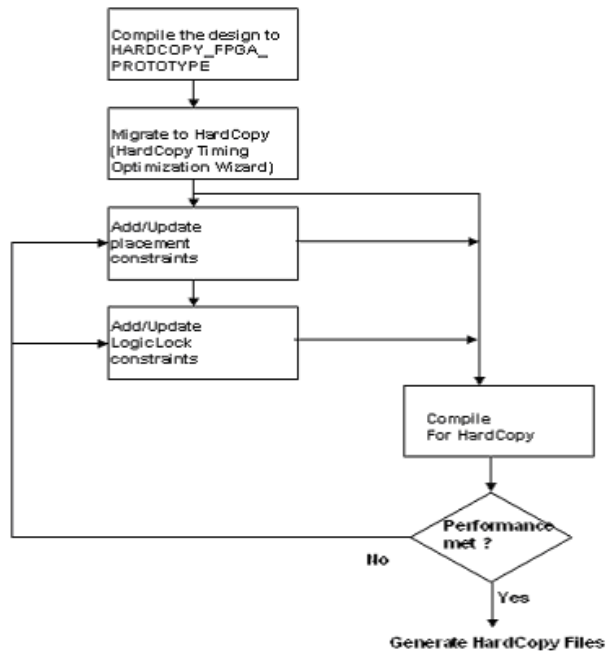 Compile the design to
HARDCOPY_FPGA_
PROTOTYPE
Migrate to HardCopy
(HardCopy Timing
Optimization Wizard)
Add/Update
placement
constraints
Add/Update
LogicLock
constraints
Compile
For HardCopy
Performance
met ?
No
Yes
Generate HardCopy Files